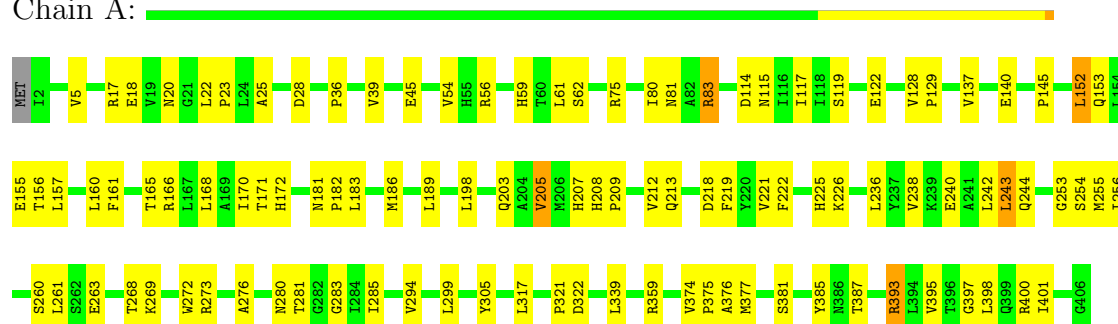 Chain A:
MET I2 V5 R17 E18 V19 N20 G21 L22 P23 L24 A25 D28 P36 V39 E45 V54 H55 R56 H59 T60 L61 S62 R75 I80 N81 A82 R83 D114 N115 I116 I117 I118 S119 E122 V128 P129 V137 E140 P145 L152 Q153 L154
E155 T156 L157 L160 F161 T165 R166 L167 L168 A169 I170 T171 H172 N181 P182 L183 M186 L189 L198 Q203 A204 V205 M206 H207 H208 P209 V212 Q213 D218 F219 Y220 V221 F222 H225 K226 L236 Y237 V238 K239 E240 A241 L242 L243 Q244 G253 S254 M255 I256
S260 L261 S262 E263 T268 K269 W272 R273 A276 N280 T281 G282 G283 I284 I285 V294 L299 Y305 L317 P321 D322 L339 R359 V374 P375 A376 M377 S381 Y385 N386 T387 R393 L394 V395 T396 G397 L398 Q399 R400 I401 G406